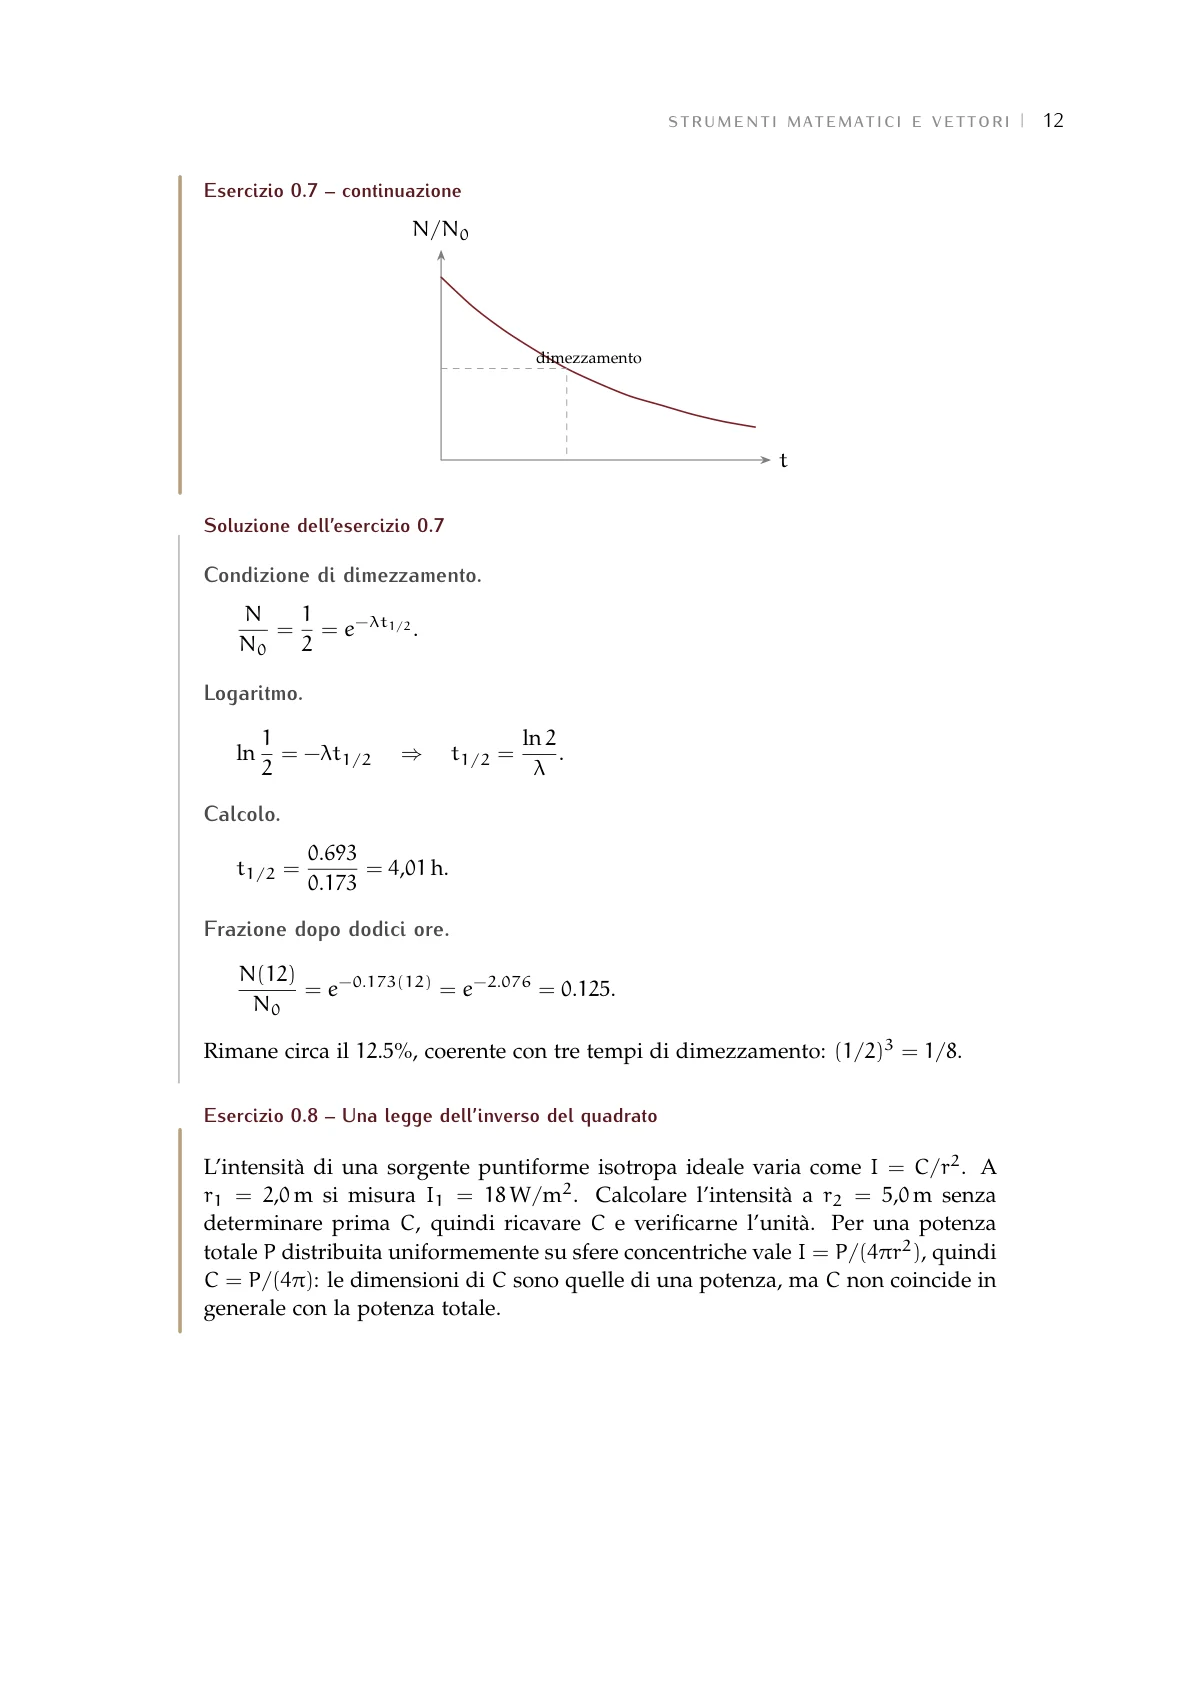 STRUMENTI MATEMATICI E VETTORI | 12
Esercizio 0.7 – continuazione
N/N₀
dimezzamento
t
Soluzione dell'esercizio 0.7
Condizione di dimezzamento.
N/N₀ = 1/2 = e^{−λt_{1/2}}.
Logaritmo.
ln 1/2 = −λt_{1/2} ⇒ t_{1/2} = ln 2/λ.
Calcolo.
t_{1/2} = 0.693/0.173 = 4,01 h.
Frazione dopo dodici ore.
N(12)/N₀ = e^{−0.173(12)} = e^{−2.076} = 0.125.
Rimane circa il 12.5%, coerente con tre tempi di dimezzamento: (1/2)³ = 1/8.
Esercizio 0.8 – Una legge dell'inverso del quadrato
L'intensità di una sorgente puntiforme isotropa ideale varia come I = C/r². A
r₁ = 2,0 m si misura I₁ = 18 W/m². Calcolare l'intensità a r₂ = 5,0 m senza
determinare prima C, quindi ricavare C e verificarne l'unità. Per una potenza
totale P distribuita uniformemente su sfere concentriche vale I = P/(4πr²), quindi
C = P/(4π): le dimensioni di C sono quelle di una potenza, ma C non coincide in
generale con la potenza totale.